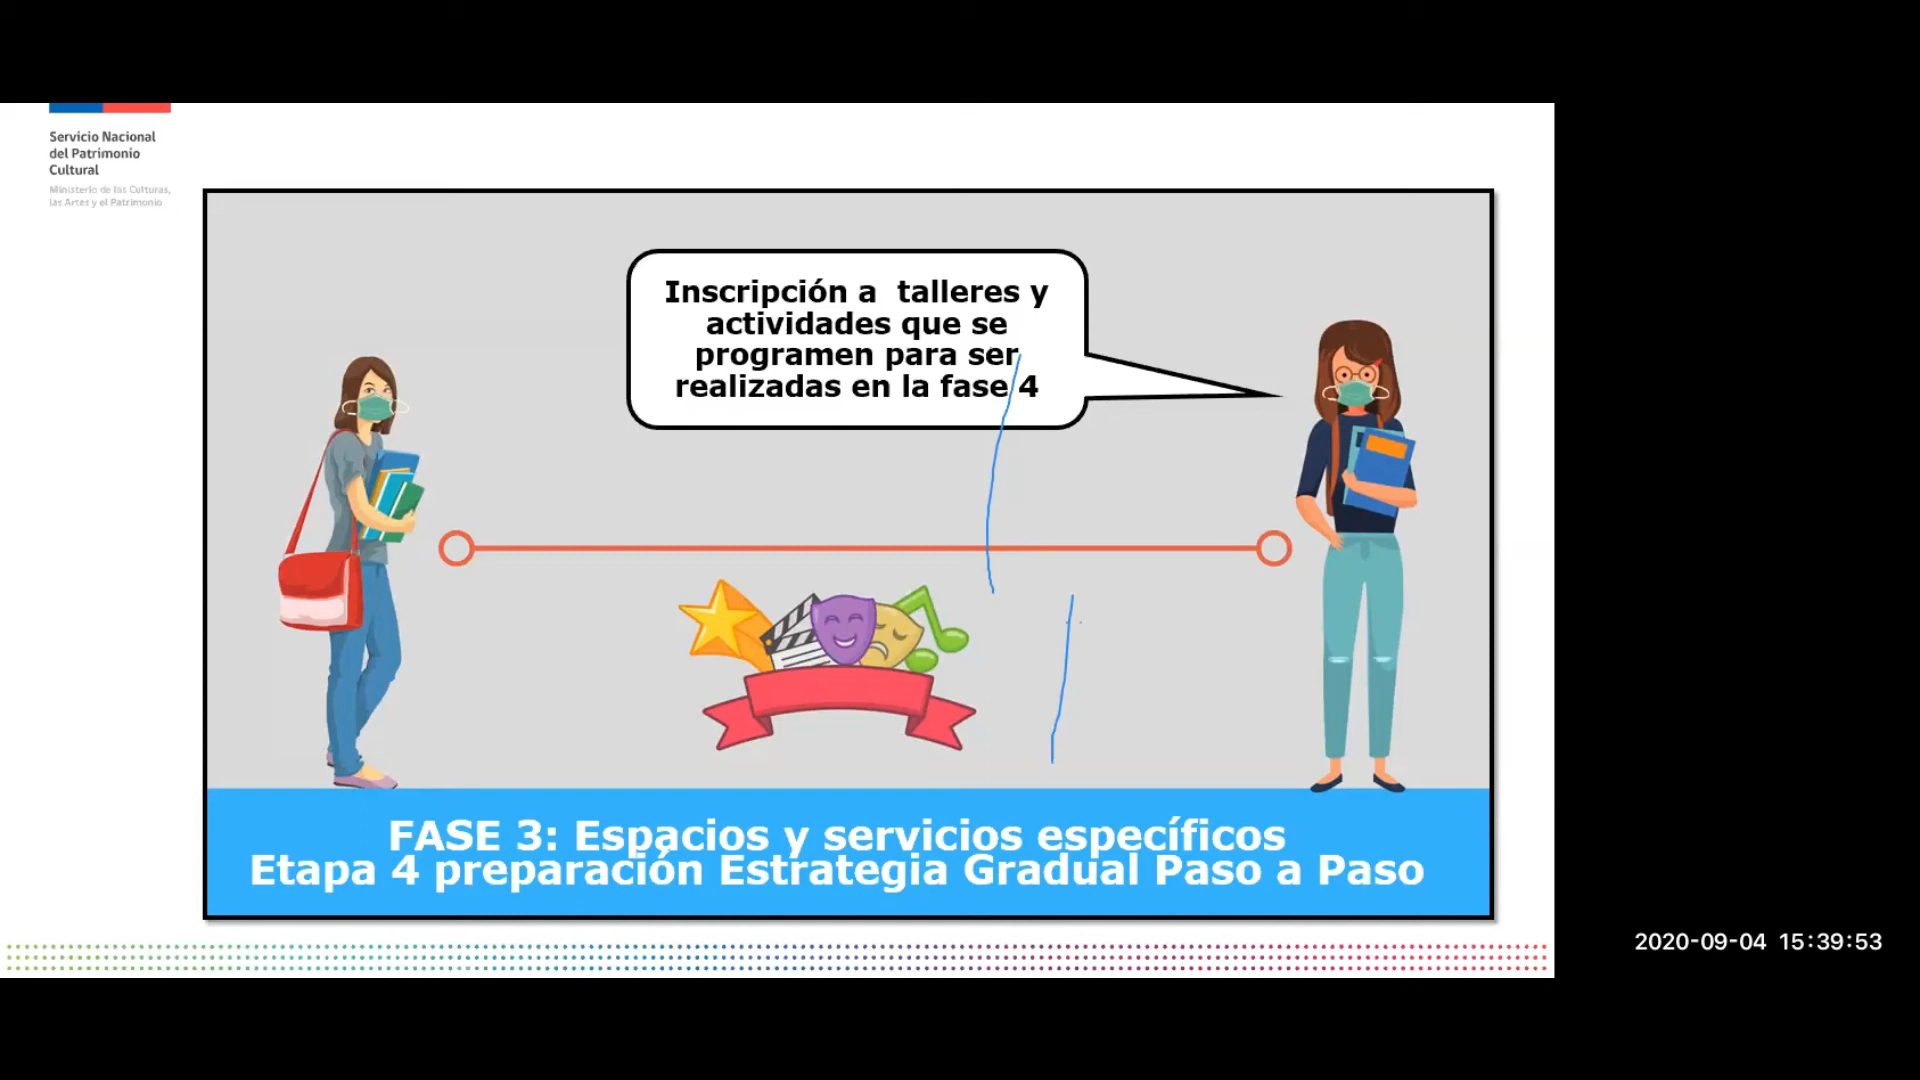 Servicio Nacional
del Patrimonio
Cultural
Ministerio de las Culturas,
las Artes y el Patrimonio
Inscripción a talleres y
actividades que se
programen para ser
realizadas en la fase 4
FASE 3: Espacios y servicios específicos
Etapa 4 preparación Estrategia Gradual Paso a Paso
2020-09-04 15:39:53